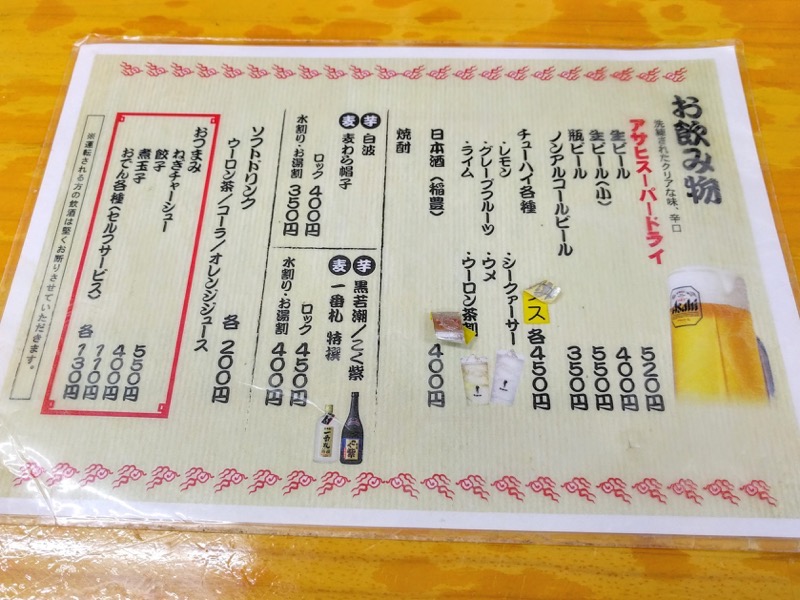 お飲み物
洗練されたクリアな味、辛口
アサヒスーパードライ
生ビール 520円
生ビール(小) 400円
瓶ビール 550円
ノンアルコールビール 350円
チューハイ各種 各450円
・レモン ・シークァーサー
・グレープフルーツ ・ウメ
・ライム ・ウーロン茶割
ス
日本酒(稲豊) 400円
焼酎
芋 白波
麦 麦わら帽子
ロック 400円
水割り・お湯割 350円
芋 黒若潮/こく紫
麦 一番札 特撰
ロック 450円
水割り・お湯割 400円
ソフトドリンク
ウーロン茶/コーラ/オレンジジュース 各200円
おつまみ
ねぎチャーシュー 550円
餃子 400円
煮玉子 110円
おでん各種(セルフサービス) 各130円
※運転される方の飲酒は堅くお断りさせていただきます。
Asahi